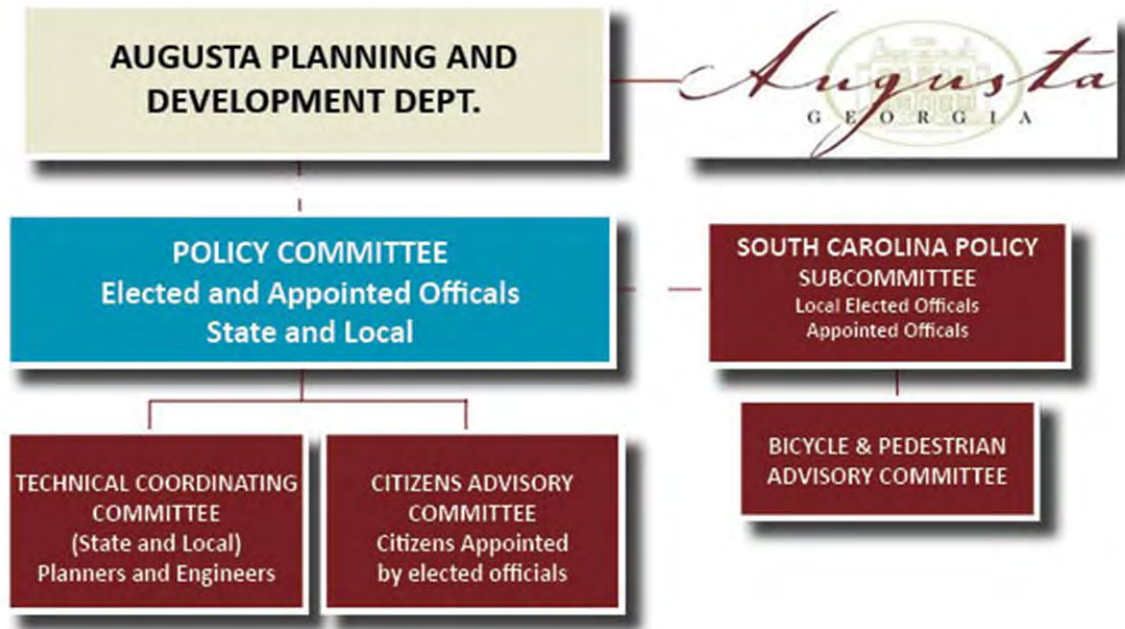 AUGUSTA PLANNING AND
DEVELOPMENT DEPT.
Augusta
GEORGIA
POLICY COMMITTEE
Elected and Appointed Officals
State and Local
SOUTH CAROLINA POLICY
SUBCOMMITTEE
Local Elected Officals
Appointed Officals
TECHNICAL COORDINATING
COMMITTEE
(State and Local)
Planners and Engineers
CITIZENS ADVISORY
COMMITTEE
Citizens Appointed
by elected officials
BICYCLE & PEDESTRIAN
ADVISORY COMMITTEE